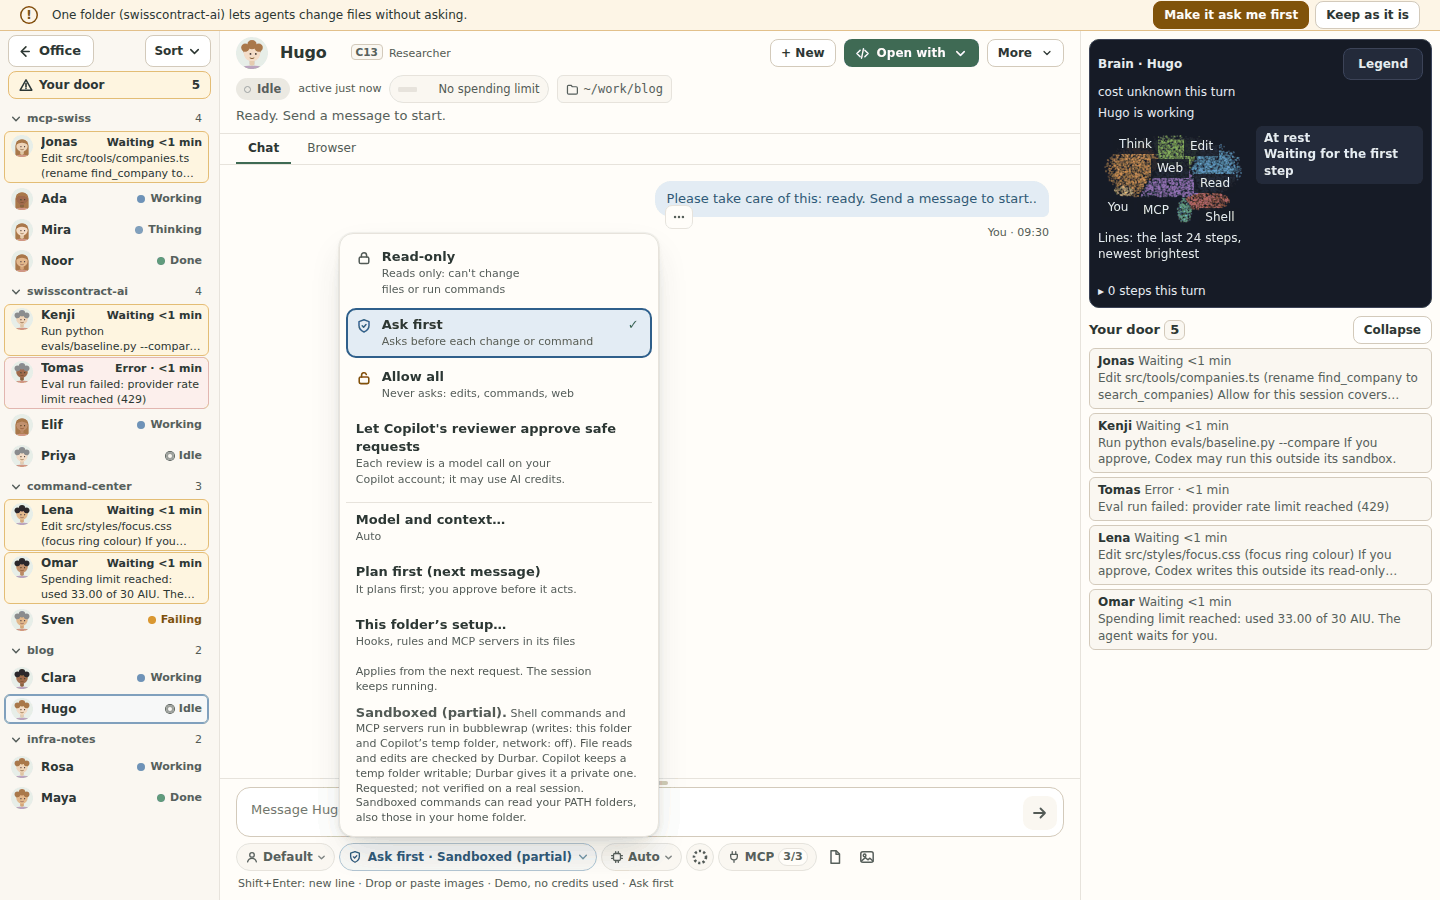 One folder (swisscontract-ai) lets agents change files without asking.
Make it ask me first
Keep as it is
Office
Sort
Your door 5
mcp-swiss 4
Jonas Waiting <1 min
Edit src/tools/companies.ts
(rename find_company to…
Ada Working
Mira Thinking
Noor Done
swisscontract-ai 4
Kenji Waiting <1 min
Run python
evals/baseline.py --compar…
Tomas Error · <1 min
Eval run failed: provider rate
limit reached (429)
Elif Working
Priya Idle
command-center 3
Lena Waiting <1 min
Edit src/styles/focus.css
(focus ring colour) If you…
Omar Waiting <1 min
Spending limit reached:
used 33.00 of 30 AIU. The…
Sven Failing
blog 2
Clara Working
Hugo Idle
infra-notes 2
Rosa Working
Maya Done
Hugo C13 Researcher
+ New
Open with
More
Idle active just now No spending limit ~/work/blog
Ready. Send a message to start.
Chat Browser
Please take care of this: ready. Send a message to start..
You · 09:30
Read-only
Reads only: can't change
files or run commands
Ask first ✓
Asks before each change or command
Allow all
Never asks: edits, commands, web
Let Copilot's reviewer approve safe
requests
Each review is a model call on your
Copilot account; it may use AI credits.
Model and context…
Auto
Plan first (next message)
It plans first; you approve before it acts.
This folder’s setup…
Hooks, rules and MCP servers in its files
Applies from the next request. The session
keeps running.
Sandboxed (partial). Shell commands and
MCP servers run in bubblewrap (writes: this folder
and Copilot’s temp folder, network: off). File reads
and edits are checked by Durbar. Copilot keeps a
temp folder writable; Durbar gives it a private one.
Requested; not verified on a real session.
Sandboxed commands can read your PATH folders,
also those in your home folder.
Message Hug
Default Ask first · Sandboxed (partial) Auto MCP 3/3
Shift+Enter: new line · Drop or paste images · Demo, no credits used · Ask first
Brain · Hugo
Legend
cost unknown this turn
Hugo is working
Think
Edit
Web
Read
You
MCP
Shell
At rest
Waiting for the first
step
Lines: the last 24 steps,
newest brightest
▸ 0 steps this turn
Your door 5
Collapse
Jonas Waiting <1 min
Edit src/tools/companies.ts (rename find_company to
search_companies) Allow for this session covers…
Kenji Waiting <1 min
Run python evals/baseline.py --compare If you
approve, Codex may run this outside its sandbox.
Tomas Error · <1 min
Eval run failed: provider rate limit reached (429)
Lena Waiting <1 min
Edit src/styles/focus.css (focus ring colour) If you
approve, Codex writes this outside its read-only…
Omar Waiting <1 min
Spending limit reached: used 33.00 of 30 AIU. The
agent waits for you.